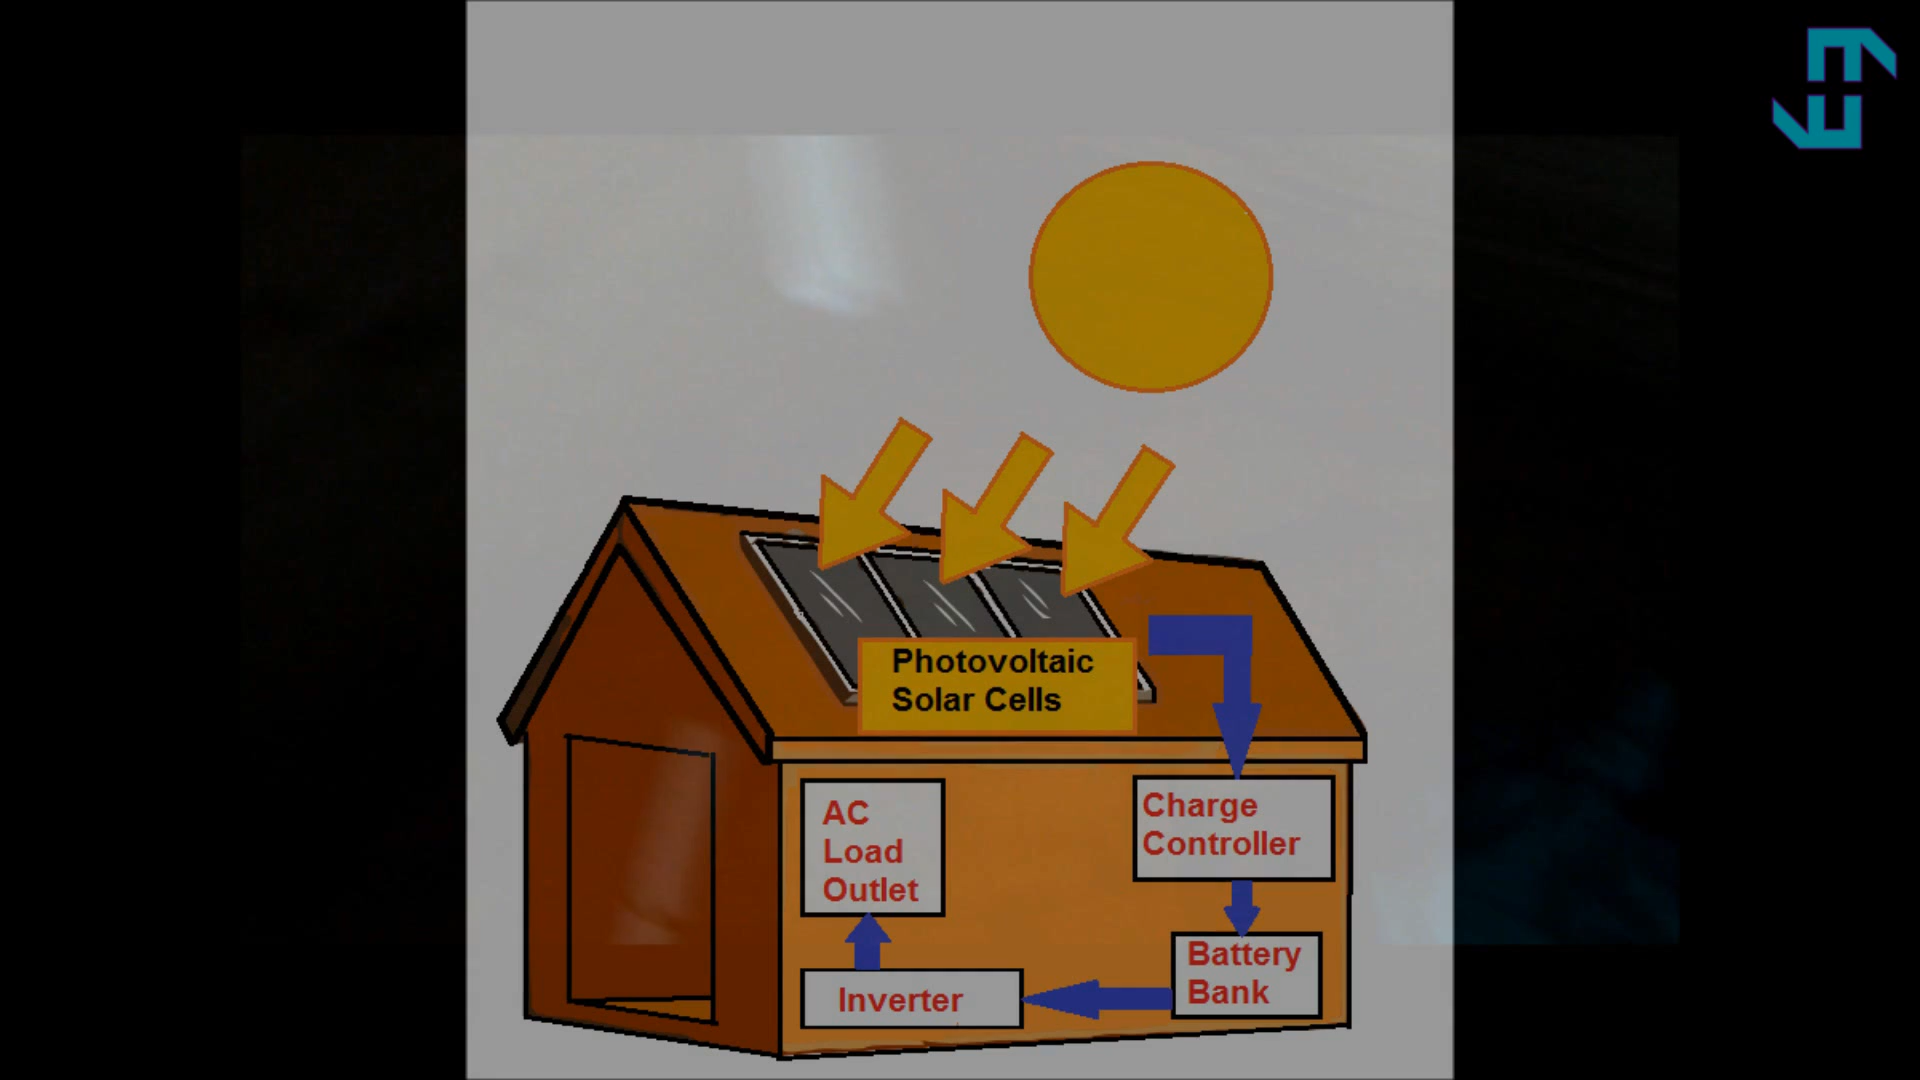 Photovoltaic
Solar Cells
AC
Load
Outlet
Charge
Controller
Battery
Bank
Inverter